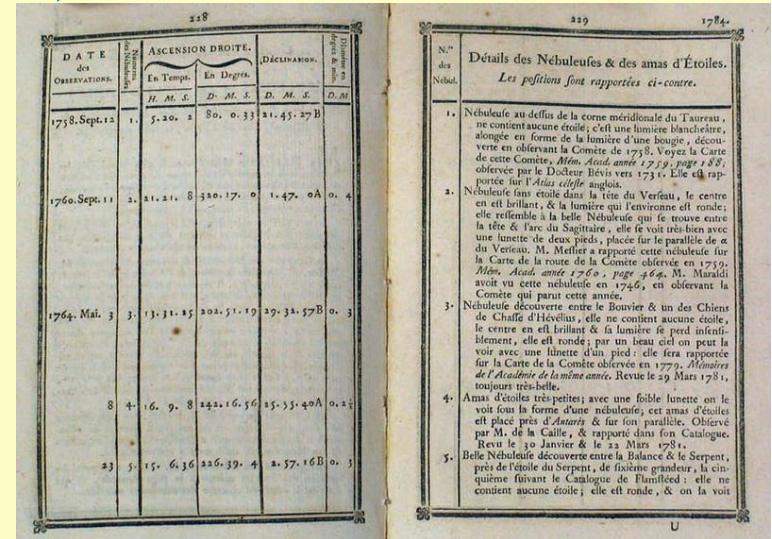 228
DATE
des
OBSERVATIONS.
Numéros
des Nébuleuses.
ASCENSION DROITE.
En Temps.
En Degrés.
DÉCLINAISON.
Diamètre en
degrés & min.
H. M. S.
D. M. S.
D. M. S.
D. M
1758. Sept. 12 1. 5. 20. 2 80. 0. 33 21. 45. 27 B
1760. Sept. 11 2. 21. 21. 8 320. 17. 0 1. 47. 0A 0. 4
1764. Mai. 3 3. 13. 31. 25 202. 51. 19 29. 32. 57B 0. 3
8 4. 16. 9. 8 242. 16. 56 25. 55. 40A 0. 2½
23 5. 15. 6. 36 226. 39. 4 2. 57. 16B 0. 3
229 1784.
N.os
des
Nébul.
Détails des Nébuleuſes & des amas d'Étoiles.
Les poſitions ſont rapportées ci-contre.
1. Nébuleuſe au-deſſus de la corne méridionale du Taureau,
ne contient aucune étoile; c'eſt une lumière blancheâtre,
alongée en forme de la lumière d'une bougie, décou-
verte en obſervant la Comète de 1758. Voyez la Carte
de cette Comète, Mém. Acad. année 1759, page 188;
obſervée par le Docteur Bévis vers 1731. Elle eſt rap-
portée ſur l'Atlas céleſte anglois.
2. Nébuleuſe ſans étoile dans la tête du Verſeau, le centre
en eſt brillant, & la lumière qui l'environne eſt ronde;
elle reſſemble à la belle Nébuleuſe qui ſe trouve entre
la tête & l'arc du Sagittaire, elle ſe voit très-bien avec
une lunette de deux pieds, placée ſur le parallèle de α
du Verſeau. M. Meſſier a rapporté cette nébuleuſe ſur
la Carte de la route de la Comète obſervée en 1759.
Mém. Acad. année 1760, page 464. M. Maraldi
avoit vu cette nébuleuſe en 1746, en obſervant la
Comète qui parut cette année.
3. Nébuleuſe découverte entre le Bouvier & un des Chiens
de Chaſſe d'Hévélius, elle ne contient aucune étoile,
le centre en eſt brillant & ſa lumière ſe perd inſenſi-
blement, elle eſt ronde; par un beau ciel on peut la
voir avec une lunette d'un pied : elle ſera rapportée
ſur la Carte de la Comète obſervée en 1779. Mémoires
de l'Académie de la même année. Revue le 29 Mars 1781,
toujours très-belle.
4. Amas d'étoiles très-petites; avec une foible lunette on le
voit ſous la forme d'une nébuleuſe; cet amas d'étoiles
eſt placé près d'Antarès & ſur ſon parallèle. Obſervé
par M. de la Caille, & rapporté dans ſon Catalogue.
Revu le 30 Janvier & le 22 Mars 1781.
5. Belle Nébuleuſe découverte entre la Balance & le Serpent,
près de l'étoile du Serpent, de ſixième grandeur, la cin-
quième ſuivant le Catalogue de Flamſtéed : elle ne
contient aucune étoile; elle eſt ronde, & on la voit
U